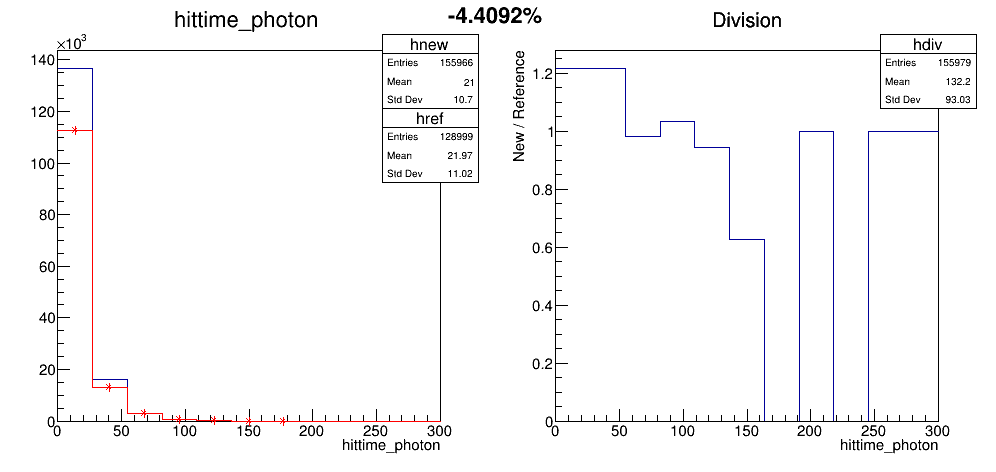 -4.4092%
hittime_photon
×10³
140
120
100
80
60
40
20
0
0 50 100 150 200 250 300
hittime_photon
hnew
Entries 155966
Mean 21
Std Dev 10.7
href
Entries 128999
Mean 21.97
Std Dev 11.02
Division
New / Reference
1.2
1
0.8
0.6
0.4
0.2
0
0 50 100 150 200 250 300
hittime_photon
hdiv
Entries 155979
Mean 132.2
Std Dev 93.03